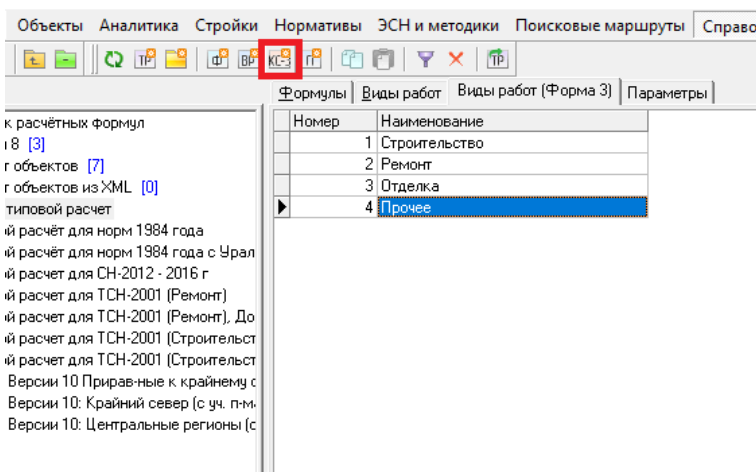 Объекты Аналитика Стройки Нормативы ЭСН и методики Поисковые маршруты Справо
ТР Ф ВР КС-3 П ТР
Формулы Виды работ Виды работ (Форма 3) Параметры
к расчётных формул
8 [3]
т объектов [7]
т объектов из XML [0]
типовой расчет
й расчёт для норм 1984 года
й расчёт для норм 1984 года с Урал
й расчет для СН-2012 - 2016 г
й расчет для ТСН-2001 (Ремонт)
й расчет для ТСН-2001 (Ремонт), До
й расчет для ТСН-2001 (Строительст
й расчет для ТСН-2001 (Строительст
Версии 10 Прирав-ные к крайнему с
Версии 10: Крайний север (с уч. п-м
Версии 10: Центральные регионы (с
Номер Наименование
1 Строительство
2 Ремонт
3 Отделка
4 Прочее